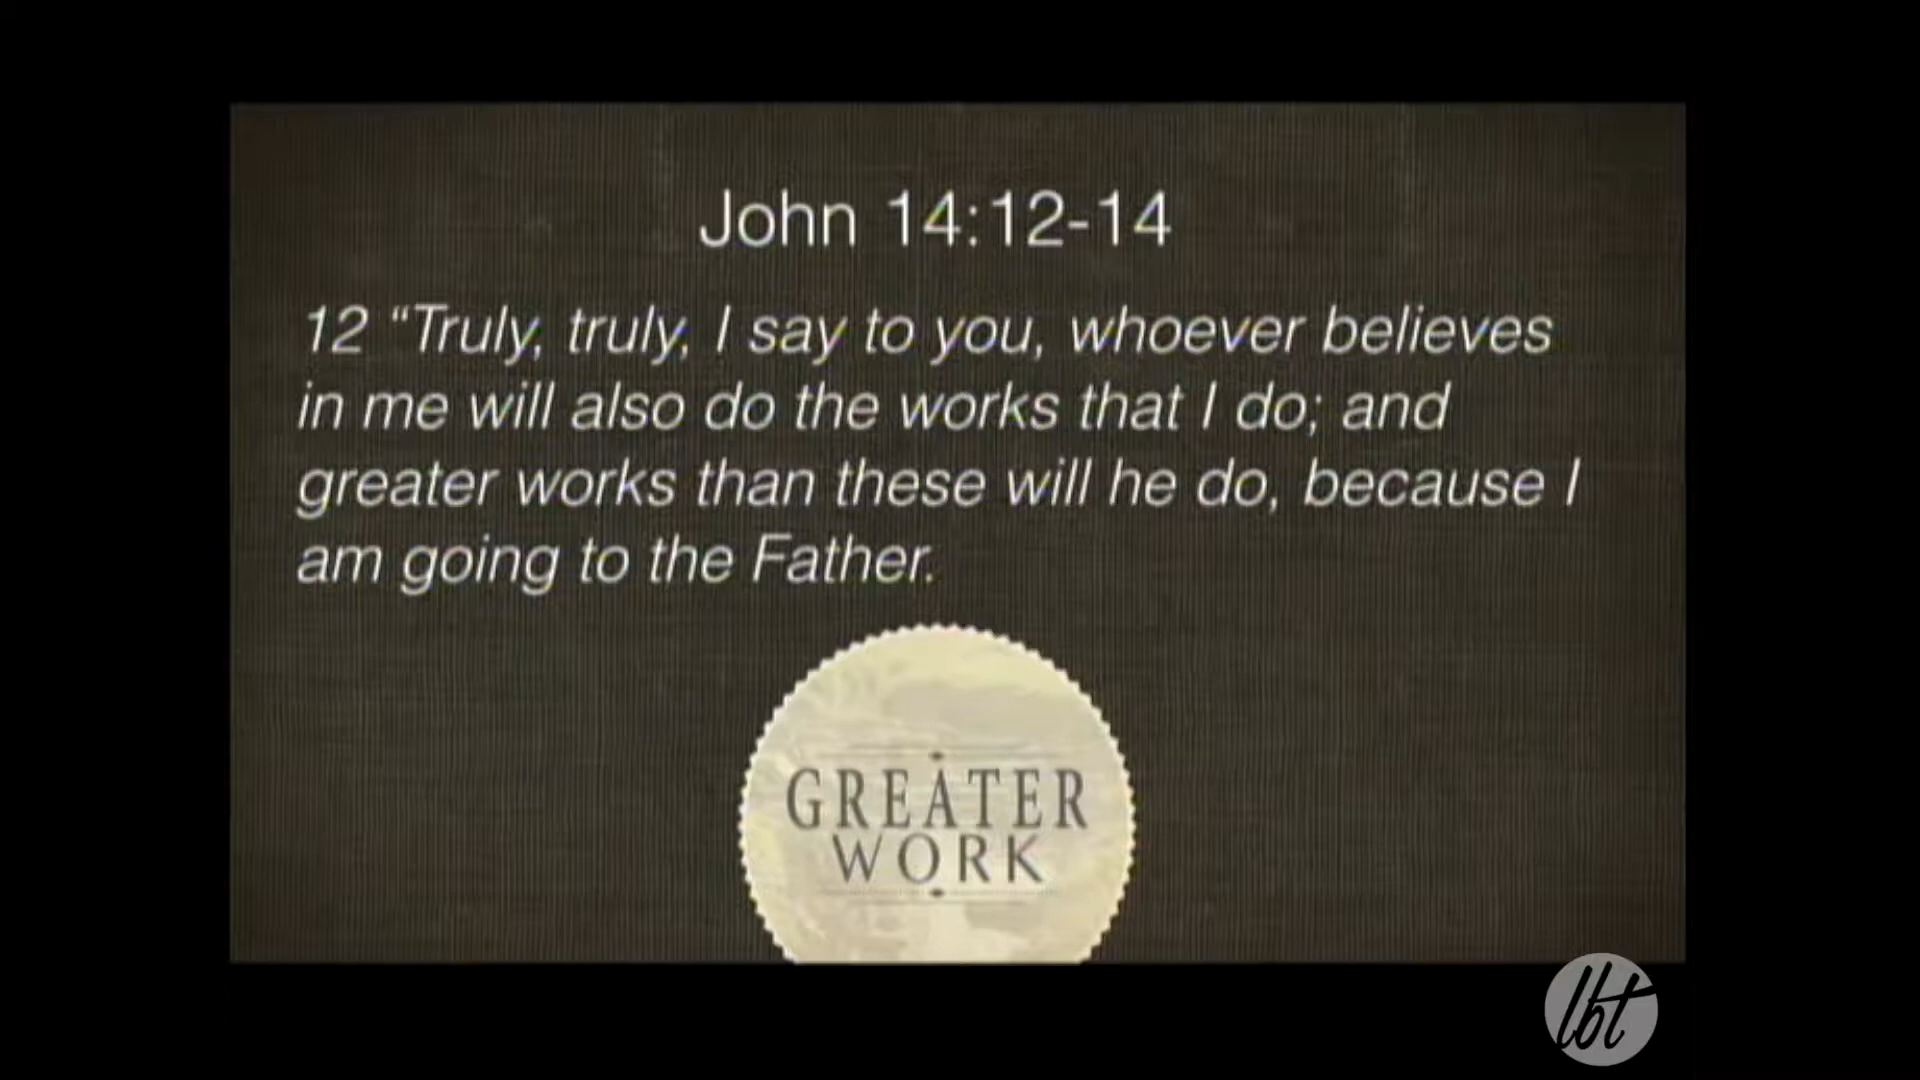 John 14:12-14
12 “Truly, truly, I say to you, whoever believes
in me will also do the works that I do; and
greater works than these will he do, because I
am going to the Father.
GREATER
WORK
lbt